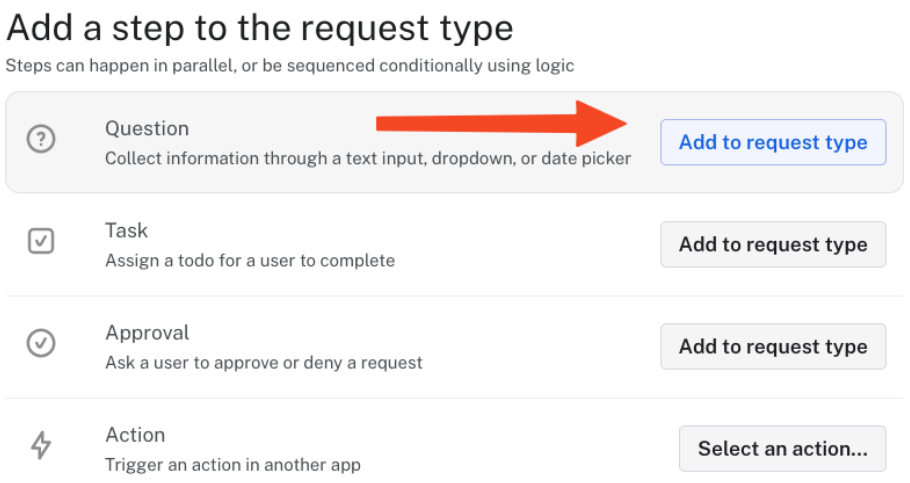 Add a step to the request type
Steps can happen in parallel, or be sequenced conditionally using logic
Question
Collect information through a text input, dropdown, or date picker
Add to request type
Task
Assign a todo for a user to complete
Add to request type
Approval
Ask a user to approve or deny a request
Add to request type
Action
Trigger an action in another app
Select an action...